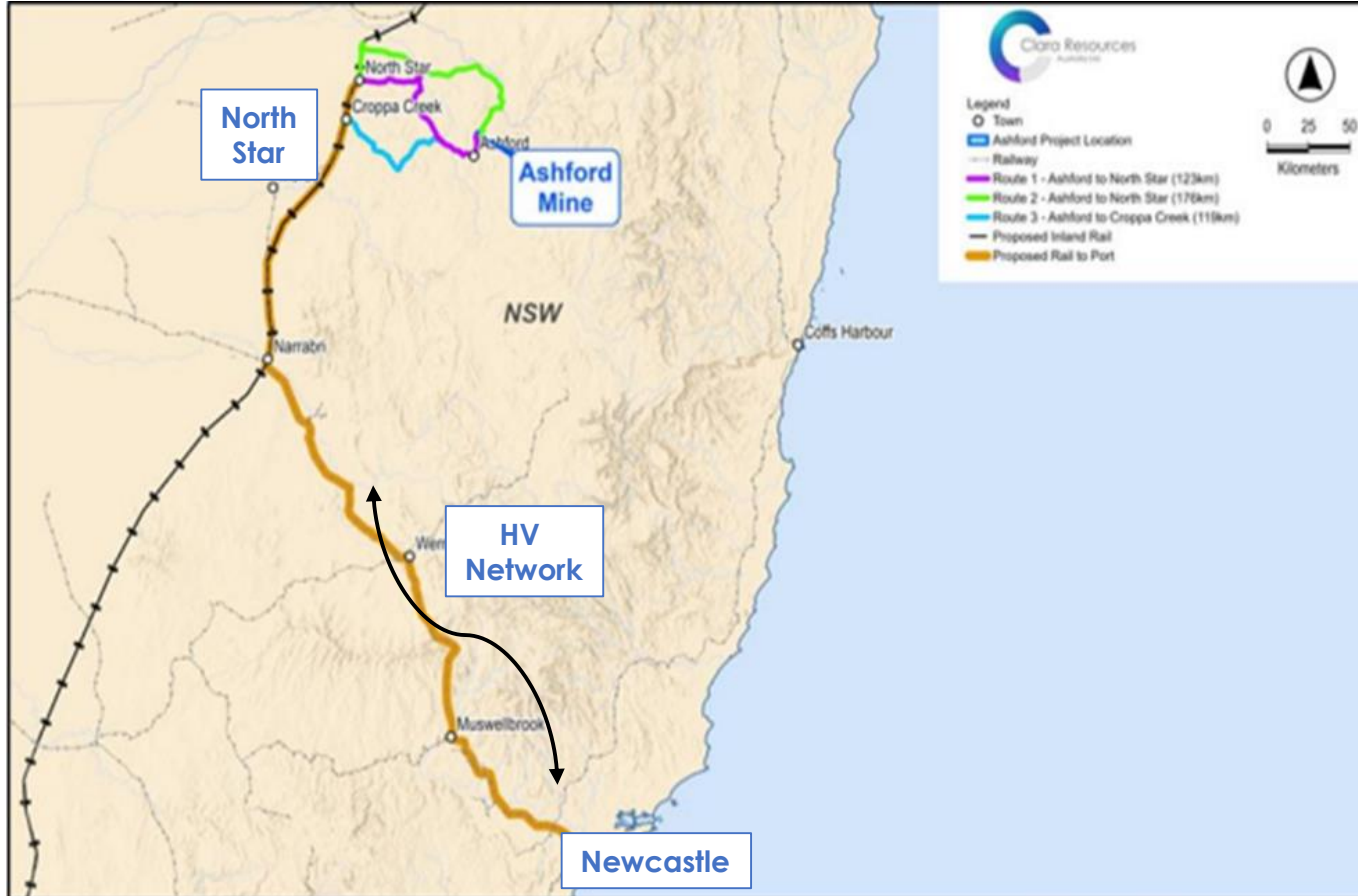 North Star
Croppa Creek
North
Star
Ashford
Ashford
Mine
NSW
Narrabri
Coffs Harbour
HV
Network
Muswellbrook
Newcastle
Clara Resources
Legend
Town
Ashford Project Location
Railway
Route 1 - Ashford to North Star (123km)
Route 2 - Ashford to North Star (176km)
Route 3 - Ashford to Croppa Creek (119km)
Proposed Inland Rail
Proposed Rail to Port
0 25 50
Kilometers